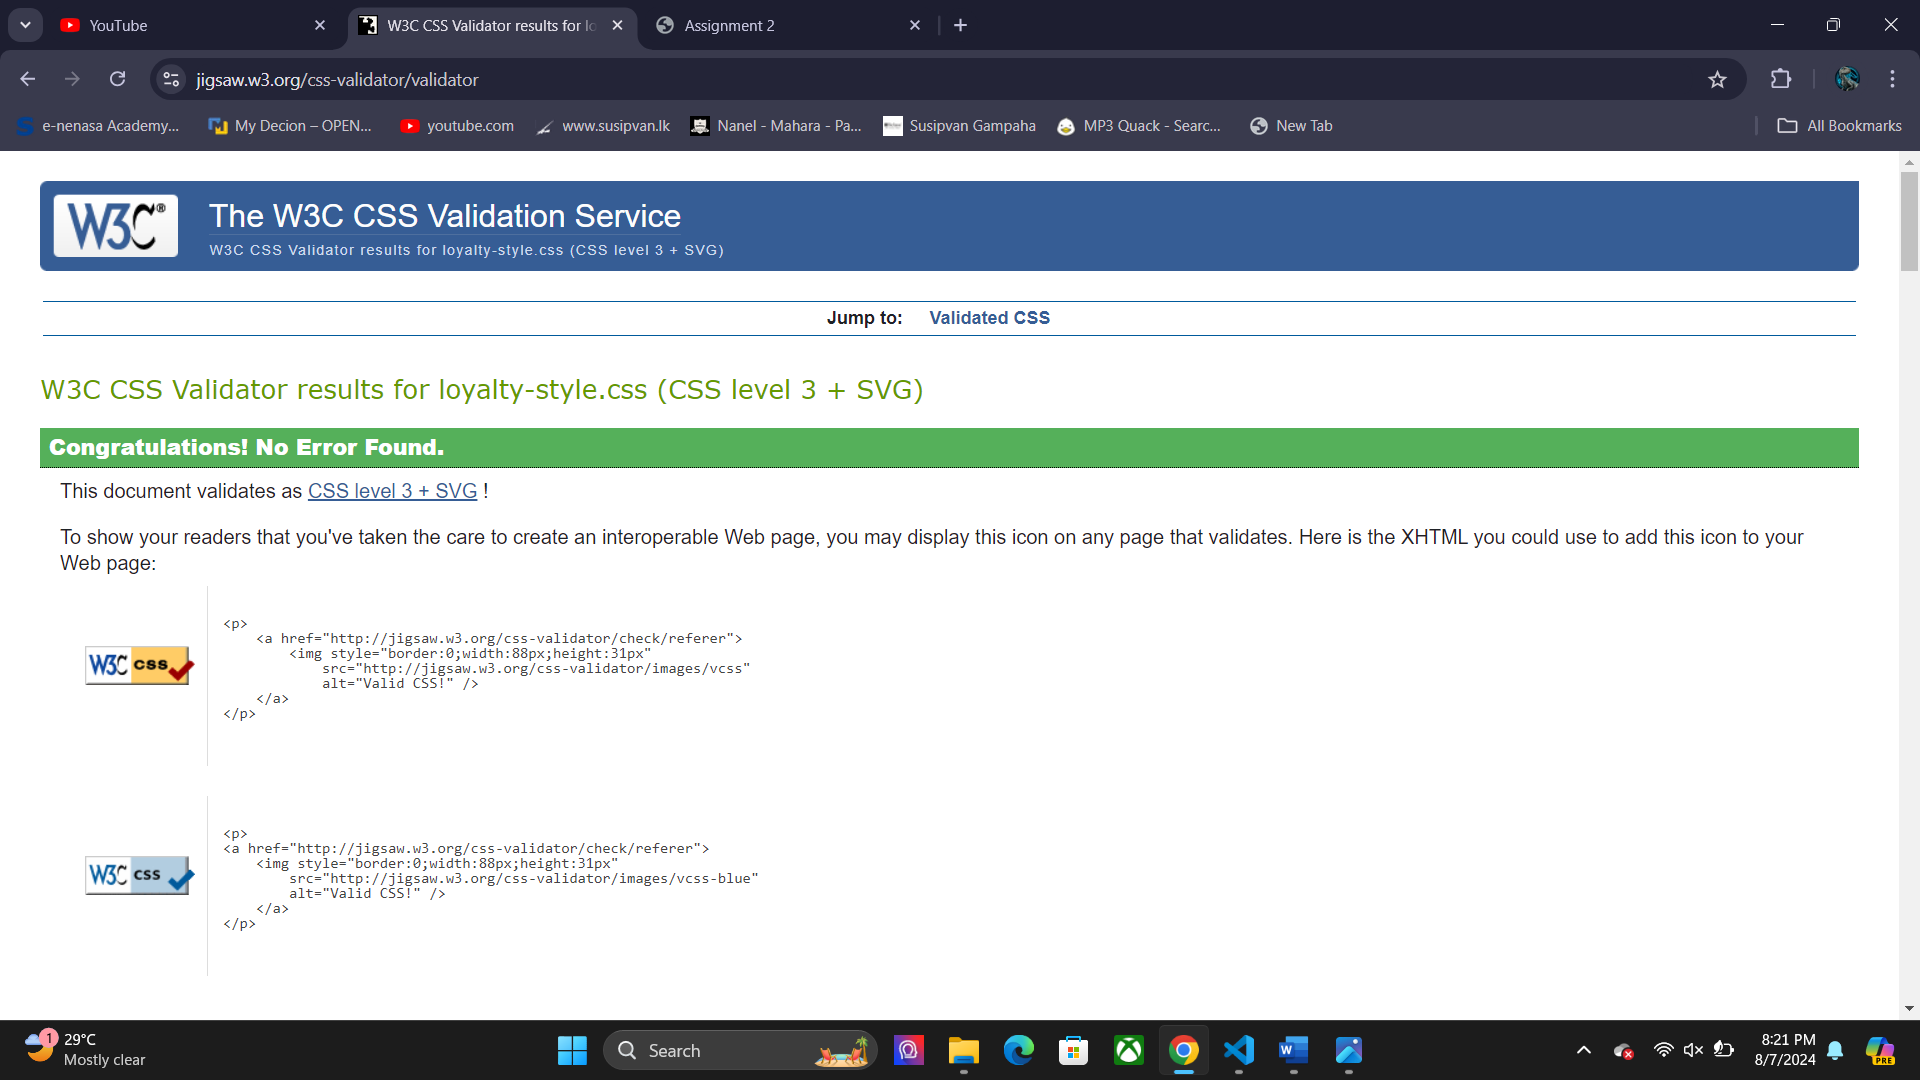 YouTube
W3C CSS Validator results for lo
Assignment 2
jigsaw.w3.org/css-validator/validator
e-nenasa Academy...
My Decion – OPEN...
youtube.com
www.susipvan.lk
Nanel - Mahara - Pa...
Susipvan Gampaha
MP3 Quack - Searc...
New Tab
All Bookmarks
W3C®
The W3C CSS Validation Service
W3C CSS Validator results for loyalty-style.css (CSS level 3 + SVG)
Jump to: Validated CSS
W3C CSS Validator results for loyalty-style.css (CSS level 3 + SVG)
Congratulations! No Error Found.
This document validates as CSS level 3 + SVG !
To show your readers that you've taken the care to create an interoperable Web page, you may display this icon on any page that validates. Here is the XHTML you could use to add this icon to your
Web page:
W3C css
<p>
<a href="http://jigsaw.w3.org/css-validator/check/referer">
<img style="border:0;width:88px;height:31px"
src="http://jigsaw.w3.org/css-validator/images/vcss"
alt="Valid CSS!" />
</a>
</p>
W3C css
<p>
<a href="http://jigsaw.w3.org/css-validator/check/referer">
<img style="border:0;width:88px;height:31px"
src="http://jigsaw.w3.org/css-validator/images/vcss-blue"
alt="Valid CSS!" />
</a>
</p>
1
29°C
Mostly clear
Search
W
8:21 PM
8/7/2024
PRE